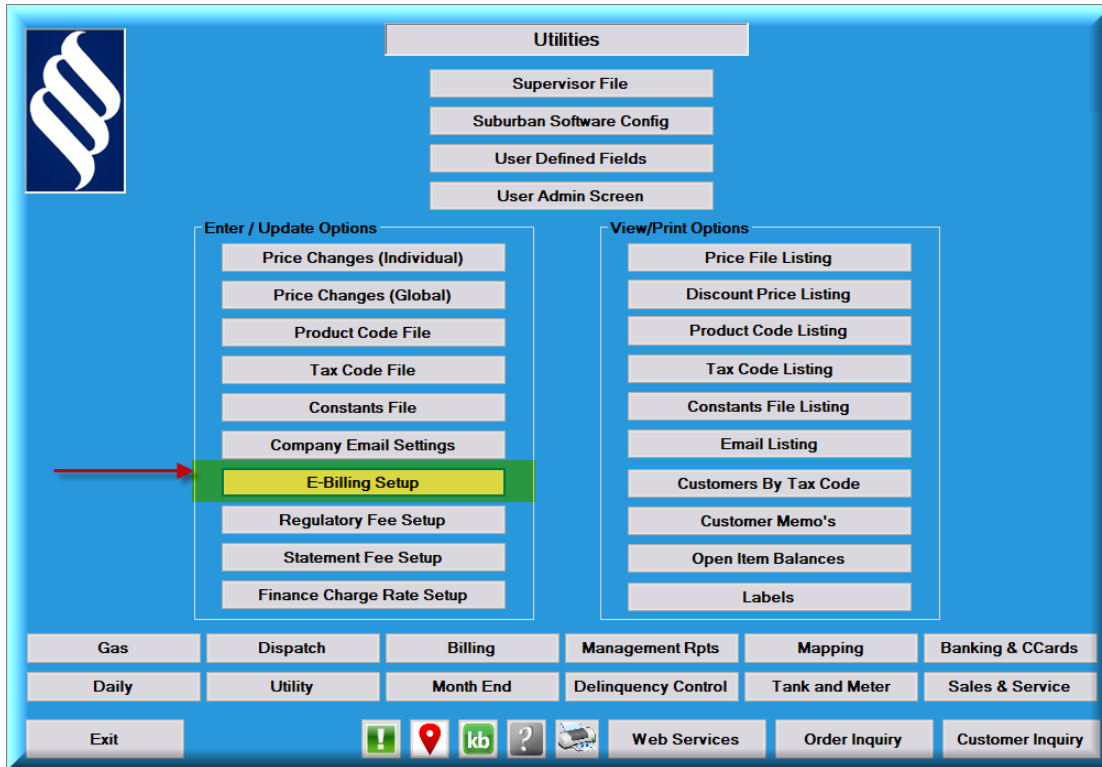 Utilities
Supervisor File
Suburban Software Config
User Defined Fields
User Admin Screen
Enter / Update Options
Price Changes (Individual)
Price Changes (Global)
Product Code File
Tax Code File
Constants File
Company Email Settings
E-Billing Setup
Regulatory Fee Setup
Statement Fee Setup
Finance Charge Rate Setup
View/Print Options
Price File Listing
Discount Price Listing
Product Code Listing
Tax Code Listing
Constants File Listing
Email Listing
Customers By Tax Code
Customer Memo's
Open Item Balances
Labels
Gas Dispatch Billing Management Rpts Mapping Banking & CCards
Daily Utility Month End Delinquency Control Tank and Meter Sales & Service
Exit ! kb ? Web Services Order Inquiry Customer Inquiry